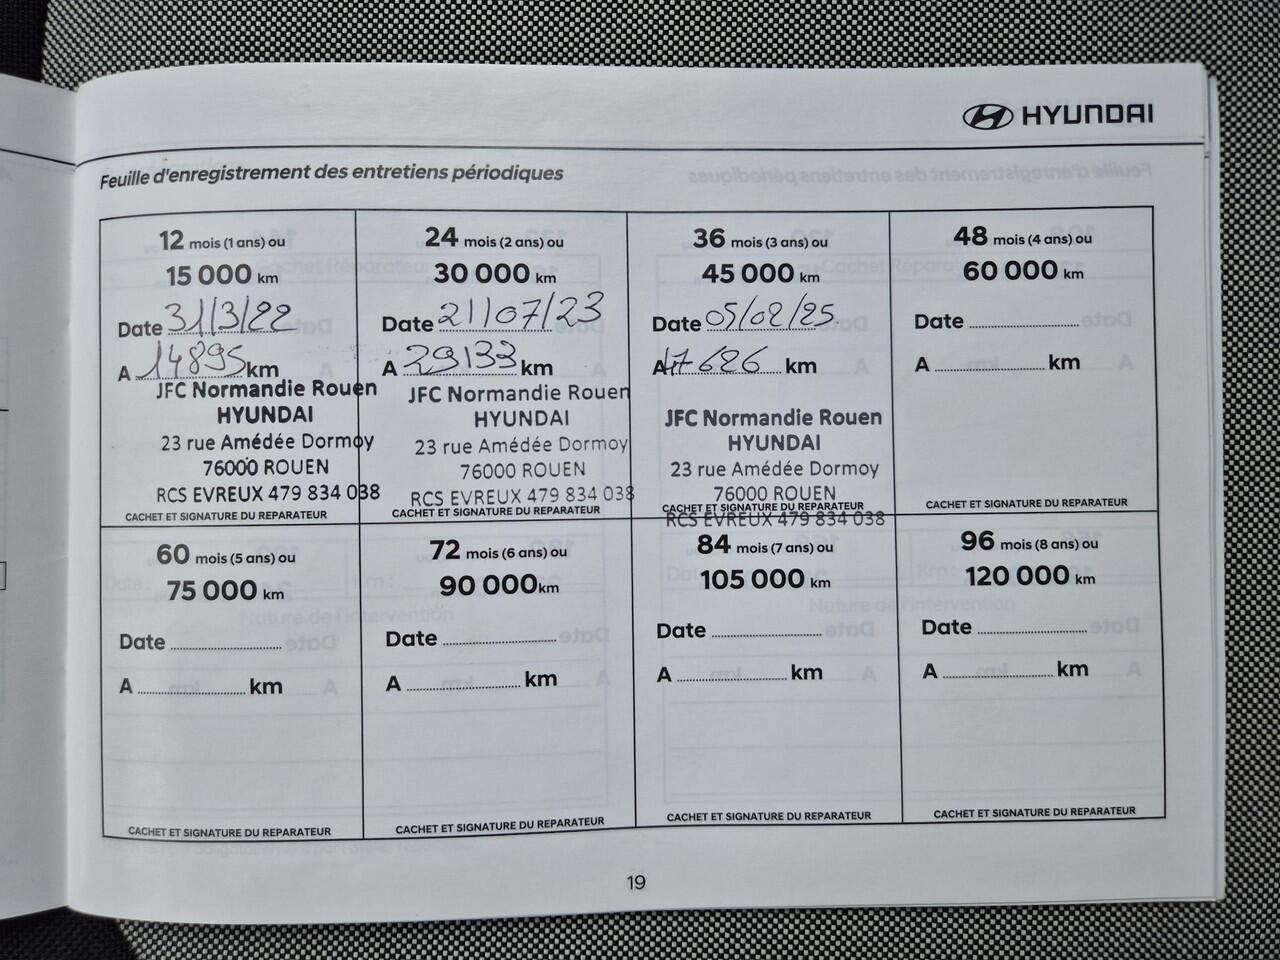 HYUNDAI
Feuille d'enregistrement des entretiens périodiques
12 mois (1 ans) ou
15 000 km
Date 31/3/22
A 14895 km
JFC Normandie Rouen
HYUNDAI
23 rue Amédée Dormoy
76000 ROUEN
RCS EVREUX 479 834 038
CACHET ET SIGNATURE DU REPARATEUR
24 mois (2 ans) ou
30 000 km
Date 21/07/23
A 29133 km
JFC Normandie Rouen
HYUNDAI
23 rue Amédée Dormoy
76000 ROUEN
RCS EVREUX 479 834 038
CACHET ET SIGNATURE DU REPARATEUR
36 mois (3 ans) ou
45 000 km
Date 05/02/25
A 47686 km
JFC Normandie Rouen
HYUNDAI
23 rue Amédée Dormoy
76000 ROUEN
CACHET ET SIGNATURE DU REPARATEUR
RCS EVREUX 479 834 038
48 mois (4 ans) ou
60 000 km
Date
A km
CACHET ET SIGNATURE DU REPARATEUR
60 mois (5 ans) ou
75 000 km
Date
A km
CACHET ET SIGNATURE DU REPARATEUR
72 mois (6 ans) ou
90 000 km
Date
A km
CACHET ET SIGNATURE DU REPARATEUR
84 mois (7 ans) ou
105 000 km
Date
A km
CACHET ET SIGNATURE DU REPARATEUR
96 mois (8 ans) ou
120 000 km
Date
A km
CACHET ET SIGNATURE DU REPARATEUR
19